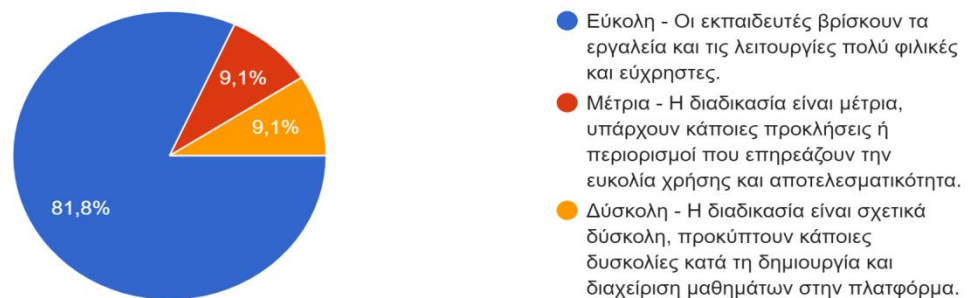 9,1%
9,1%
81,8%
Εύκολη - Οι εκπαιδευτές βρίσκουν τα
εργαλεία και τις λειτουργίες πολύ φιλικές
και εύχρηστες.
Μέτρια - Η διαδικασία είναι μέτρια,
υπάρχουν κάποιες προκλήσεις ή
περιορισμοί που επηρεάζουν την
ευκολία χρήσης και αποτελεσματικότητα.
Δύσκολη - Η διαδικασία είναι σχετικά
δύσκολη, προκύπτουν κάποιες
δυσκολίες κατά τη δημιουργία και
διαχείριση μαθημάτων στην πλατφόρμα.